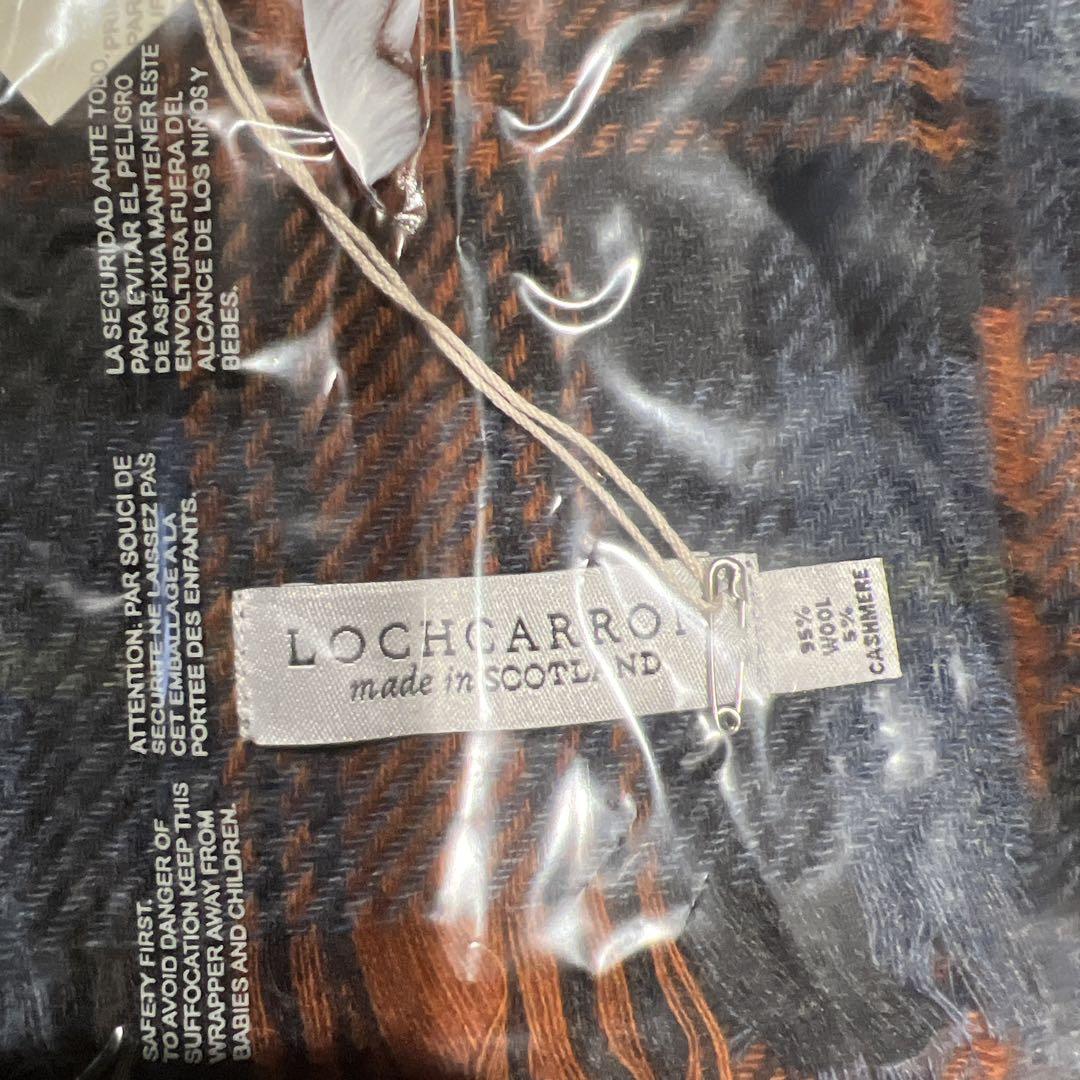 LOCHCARRON
made in SCOTLAND
95%
WOOL
5%
CASHMERE
SAFETY FIRST.
TO AVOID DANGER OF
SUFFOCATION KEEP THIS
WRAPPER AWAY FROM
BABIES AND CHILDREN.
ATTENTION: PAR SOUCI DE
SECURITE NE LAISSEZ PAS
CET EMBALLAGE A LA
PORTEE DES ENFANTS.
LA SEGURIDAD ANTE TODO,
PARA EVITAR EL PELIGRO
DE ASFIXIA MANTENER ESTE
ENVOLTURA FUERA DEL
ALCANCE DE LOS NIÑOS Y
BEBES.